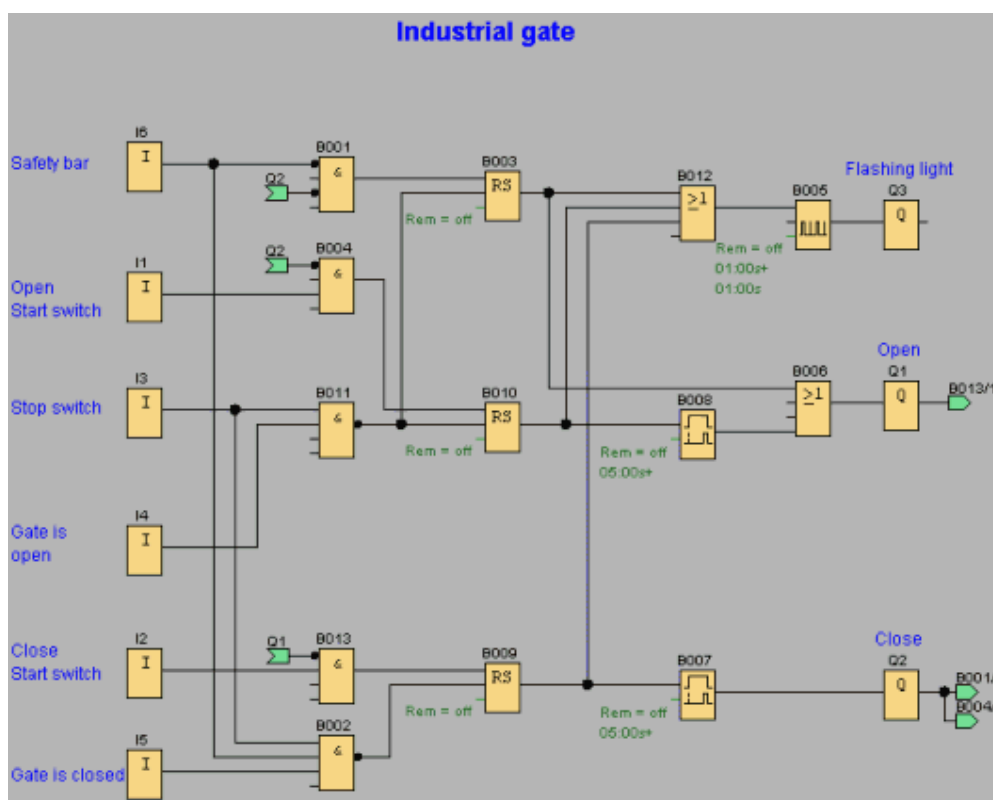 Industrial gate
I6
I
Safety bar
Q2
B001
&
B003
RS
Rem = off
B012
≥1
B005
Rem = off
01:00s+
01:00s
Flashing light
Q3
Q
Q2
B004
&
I1
I
Open
Start switch
I3
I
Stop switch
B011
&
B010
RS
Rem = off
B008
Rem = off
05:00s+
B006
≥1
Open
Q1
Q
B013/1
I4
I
Gate is
open
I2
I
Close
Start switch
Q1
B013
&
B009
RS
Rem = off
B007
Rem = off
05:00s+
Close
Q2
Q
B001/
B004/
B002
&
I5
I
Gate is closed